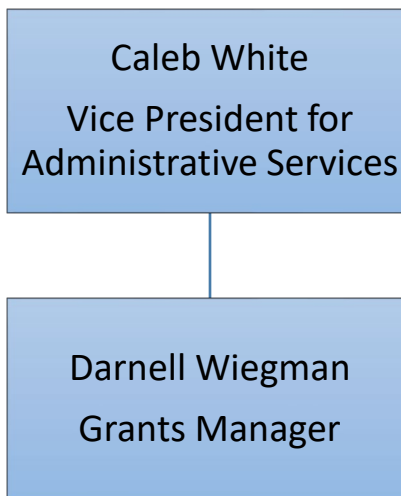 Caleb White
Vice President for
Administrative Services
Darnell Wiegman
Grants Manager